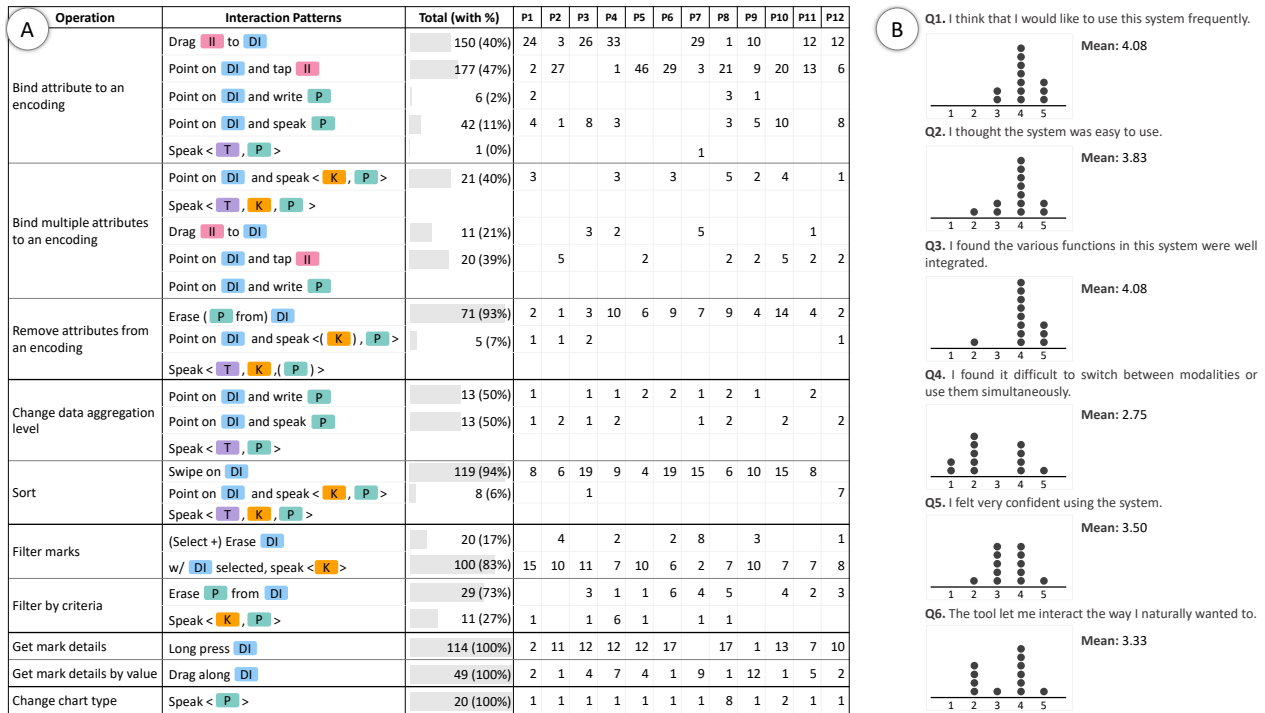 A
Operation Interaction Patterns Total (with %) P1 P2 P3 P4 P5 P6 P7 P8 P9 P10 P11 P12
Bind attribute to an encoding
Drag II to DI 150 (40%) 24 3 26 33 29 1 10 12 12
Point on DI and tap II 177 (47%) 2 27 1 46 29 3 21 9 20 13 6
Point on DI and write P 6 (2%) 2 3 1
Point on DI and speak P 42 (11%) 4 1 8 3 3 5 10 8
Speak < T , P > 1 (0%) 1
Bind multiple attributes to an encoding
Point on DI and speak < K , P > 21 (40%) 3 3 3 5 2 4 1
Speak < T , K , P >
Drag II to DI 11 (21%) 3 2 5 1
Point on DI and tap II 20 (39%) 5 2 2 2 5 2 2
Point on DI and write P
Remove attributes from an encoding
Erase ( P from) DI 71 (93%) 2 1 3 10 6 9 7 9 4 14 4 2
Point on DI and speak <( K ), P > 5 (7%) 1 1 2 1
Speak < T , K ,( P ) >
Change data aggregation level
Point on DI and write P 13 (50%) 1 1 1 2 2 1 2 1 2
Point on DI and speak P 13 (50%) 1 2 1 2 1 2 2 2
Speak < T , P >
Sort
Swipe on DI 119 (94%) 8 6 19 9 4 19 15 6 10 15 8
Point on DI and speak < K , P > 8 (6%) 1 7
Speak < T , K , P >
Filter marks
(Select +) Erase DI 20 (17%) 4 2 2 8 3 1
w/ DI selected, speak < K > 100 (83%) 15 10 11 7 10 6 2 7 10 7 7 8
Filter by criteria
Erase P from DI 29 (73%) 3 1 1 6 4 5 4 2 3
Speak < K , P > 11 (27%) 1 1 6 1 1 1
Get mark details Long press DI 114 (100%) 2 11 12 12 12 17 17 1 13 7 10
Get mark details by value Drag along DI 49 (100%) 2 1 4 7 4 1 9 1 12 1 5 2
Change chart type Speak < P > 20 (100%) 1 1 1 1 1 1 1 8 1 2 1 1
B
Q1. I think that I would like to use this system frequently.
Mean: 4.08
1 2 3 4 5
Q2. I thought the system was easy to use.
Mean: 3.83
1 2 3 4 5
Q3. I found the various functions in this system were well
integrated.
Mean: 4.08
1 2 3 4 5
Q4. I found it difficult to switch between modalities or
use them simultaneously.
Mean: 2.75
1 2 3 4 5
Q5. I felt very confident using the system.
Mean: 3.50
1 2 3 4 5
Q6. The tool let me interact the way I naturally wanted to.
Mean: 3.33
1 2 3 4 5